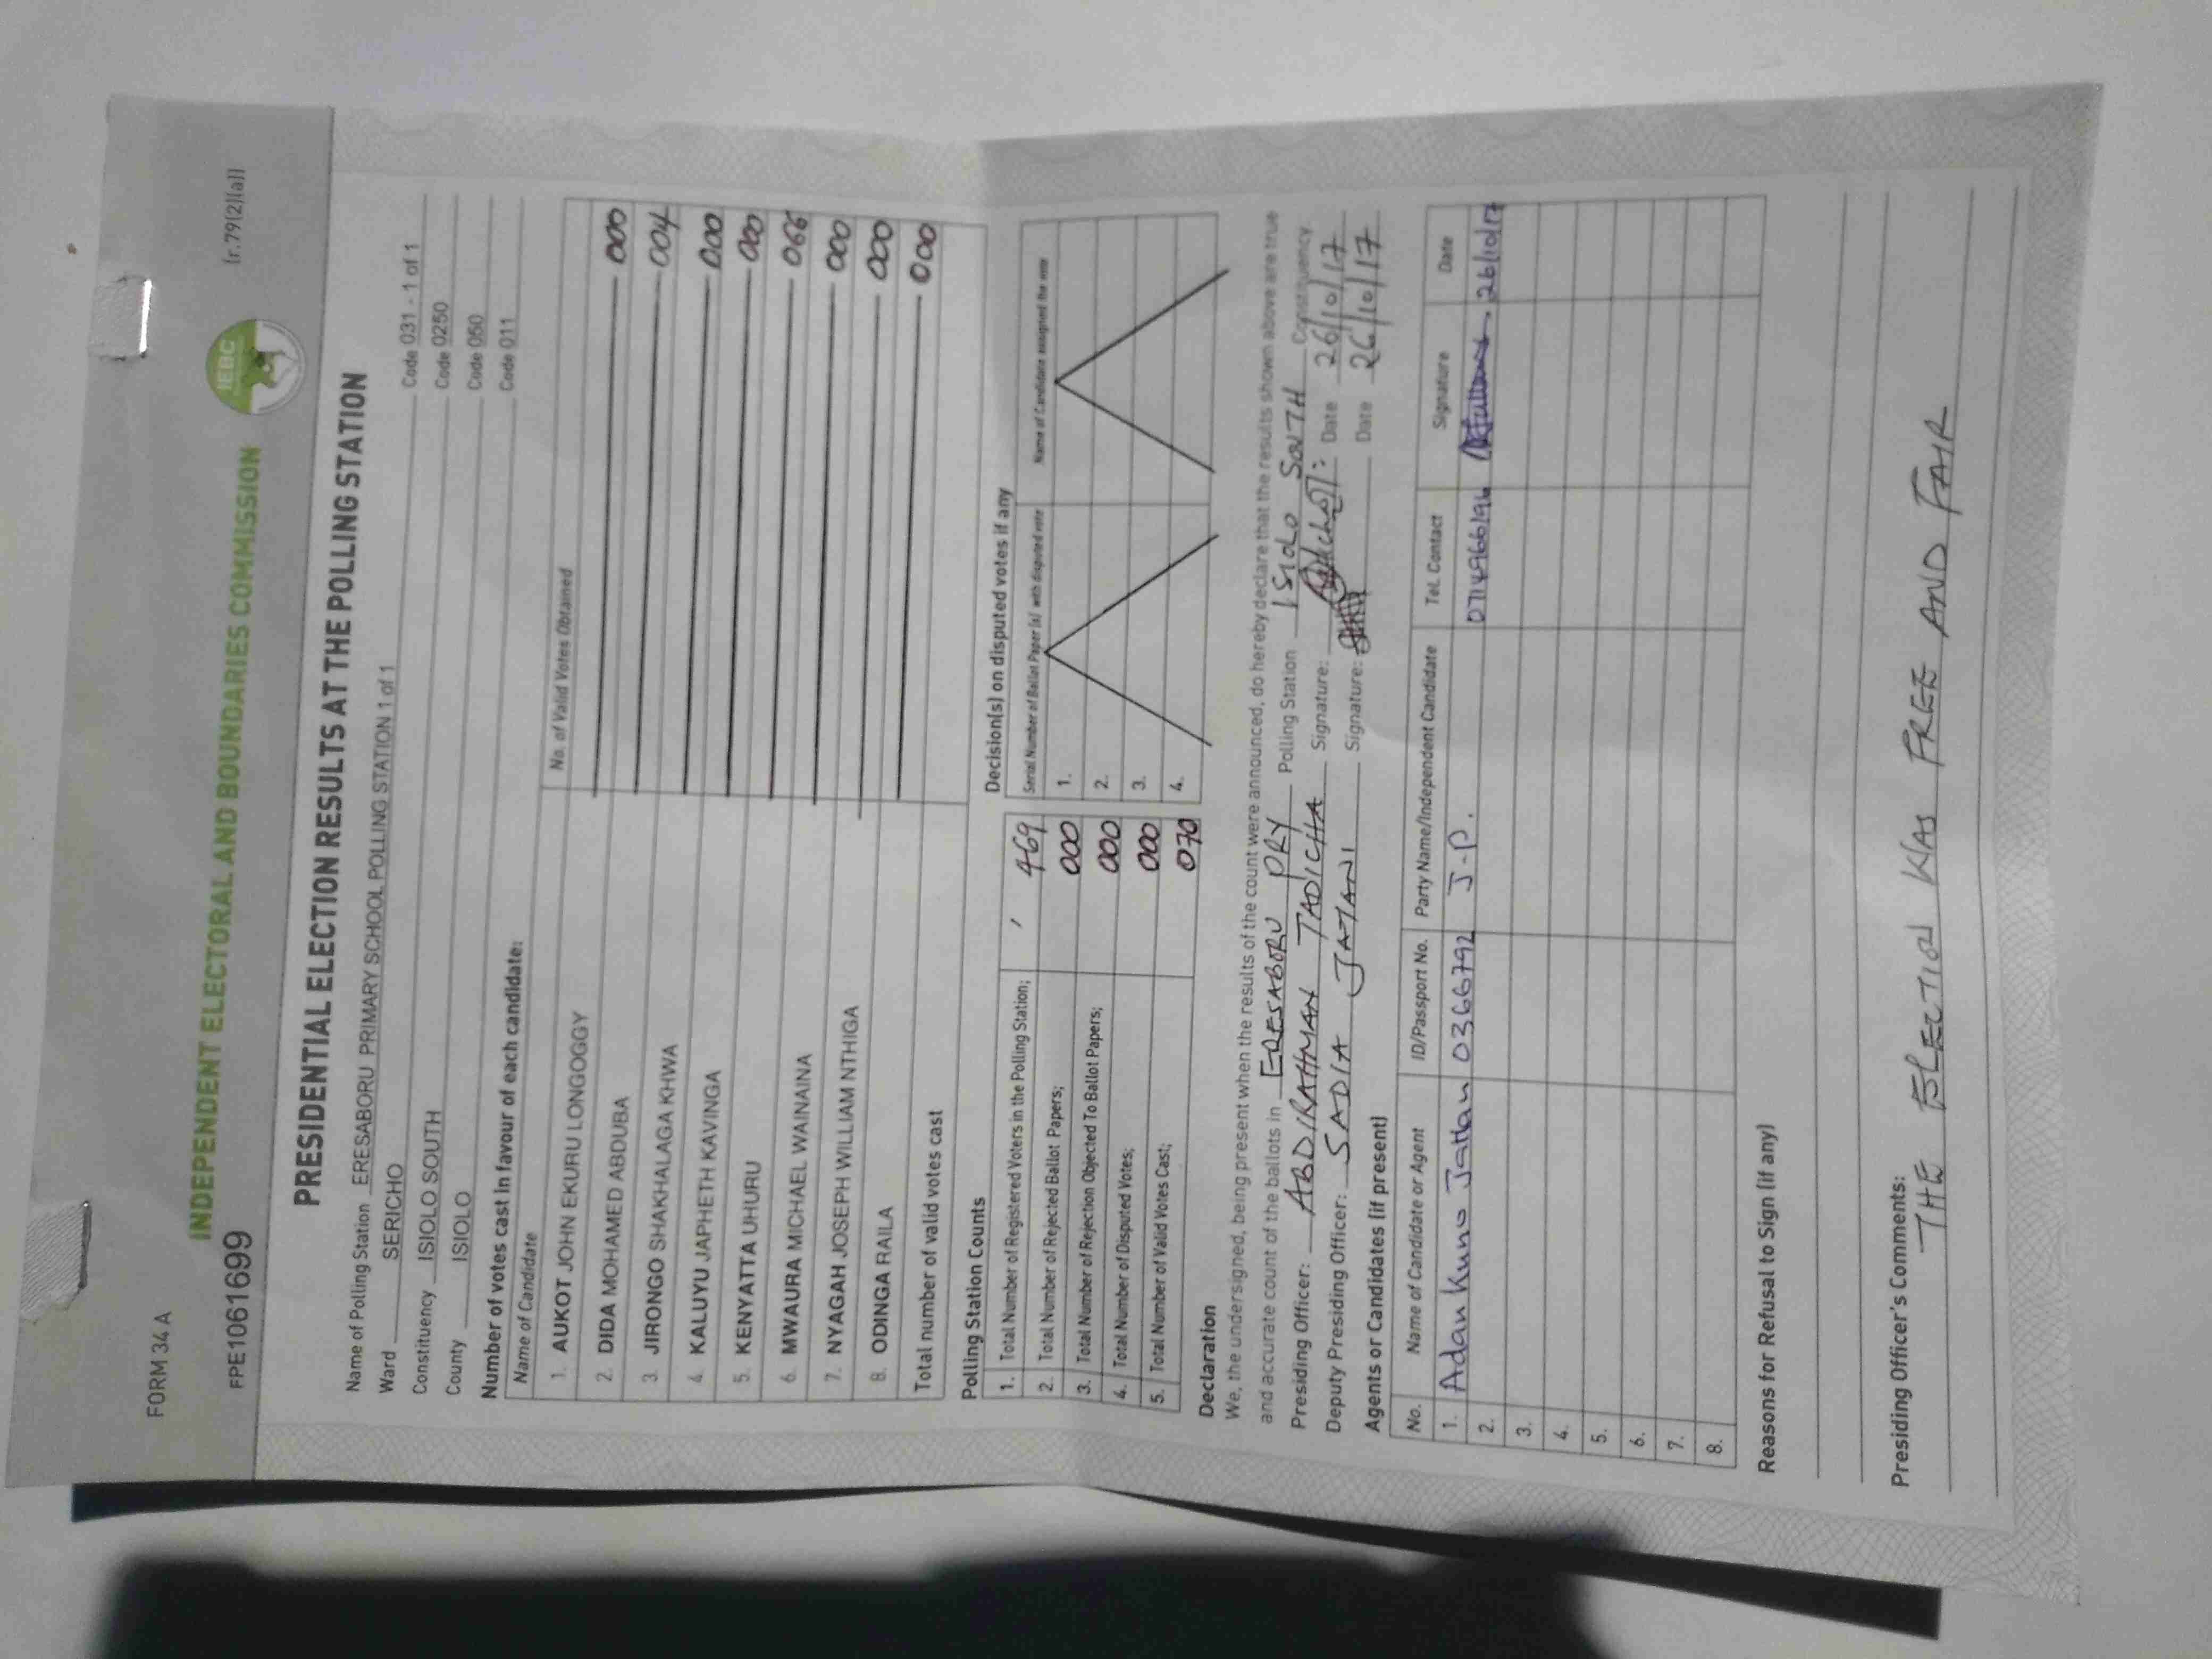 FORM 34 A
INDEPENDENT ELECTORAL AND BOUNDARIES COMMISSION
IEBC
(r.79(2)(a))
FPE1061699
PRESIDENTIAL ELECTION RESULTS AT THE POLLING STATION
Name of Polling Station ERESABORU PRIMARY SCHOOL POLLING STATION 1 of 1 Code 031 - 1 of 1
Ward SERICHO Code 0250
Constituency ISIOLO SOUTH Code 050
County ISIOLO Code 011
Number of votes cast in favour of each candidate:
Name of Candidate No. of Valid Votes Obtained
1. AUKOT JOHN EKURU LONGOGGY 000
2. DIDA MOHAMED ABDUBA 004
3. JIRONGO SHAKHALAGA KHWA 000
4. KALUYU JAPHETH KAVINGA 000
5. KENYATTA UHURU 066
6. MWAURA MICHAEL WAINAINA 000
7. NYAGAH JOSEPH WILLIAM NTHIGA 000
8. ODINGA RAILA 000
Total number of valid votes cast
Polling Station Counts
1. Total Number of Registered Voters in the Polling Station; 469
2. Total Number of Rejected Ballot Papers; 000
3. Total Number of Rejection Objected To Ballot Papers; 000
4. Total Number of Disputed Votes; 000
5. Total Number of Valid Votes Cast; 070
Decision(s) on disputed votes if any
Serial Number of Ballot Paper (s) with disputed vote Name of Candidate assigned the vote
1.
2.
3.
4.
Declaration
We, the undersigned, being present when the results of the count were announced, do hereby declare that the results shown above are true
and accurate count of the ballots in ERESABORU PRY Polling Station ISIOLO SOUTH Constituency.
Presiding Officer: ABDIRAHMAN TADICHA Signature: Date 26/10/17
Deputy Presiding Officer: SADIA JATANI Signature: Date 26/10/17
Agents or Candidates (if present)
No. Name of Candidate or Agent ID/Passport No. Party Name/Independent Candidate Tel. Contact Signature Date
1. Adan Kuno Jattan 03666792 J.P. 0714966196 26/10/17
2.
3.
4.
5.
6.
7.
8.
Reasons for Refusal to Sign (if any)
Presiding Officer's Comments:
THE ELECTION WAS FREE AND FAIR